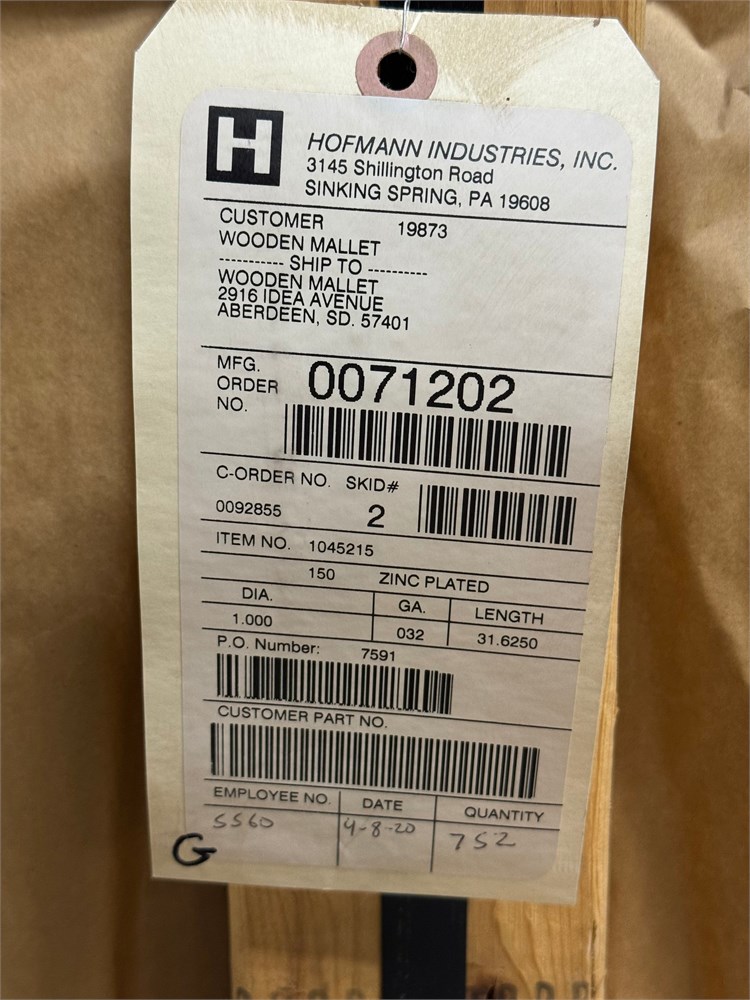 H
HOFMANN INDUSTRIES, INC.
3145 Shillington Road
SINKING SPRING, PA 19608
CUSTOMER 19873
WOODEN MALLET
----------- SHIP TO ----------
WOODEN MALLET
2916 IDEA AVENUE
ABERDEEN, SD. 57401
MFG.
ORDER
NO.
0071202
C-ORDER NO. SKID#
0092855 2
ITEM NO. 1045215
150 ZINC PLATED
DIA. GA. LENGTH
1.000 032 31.6250
P.O. Number: 7591
CUSTOMER PART NO.
EMPLOYEE NO. DATE QUANTITY
5560 4-8-20 752
G